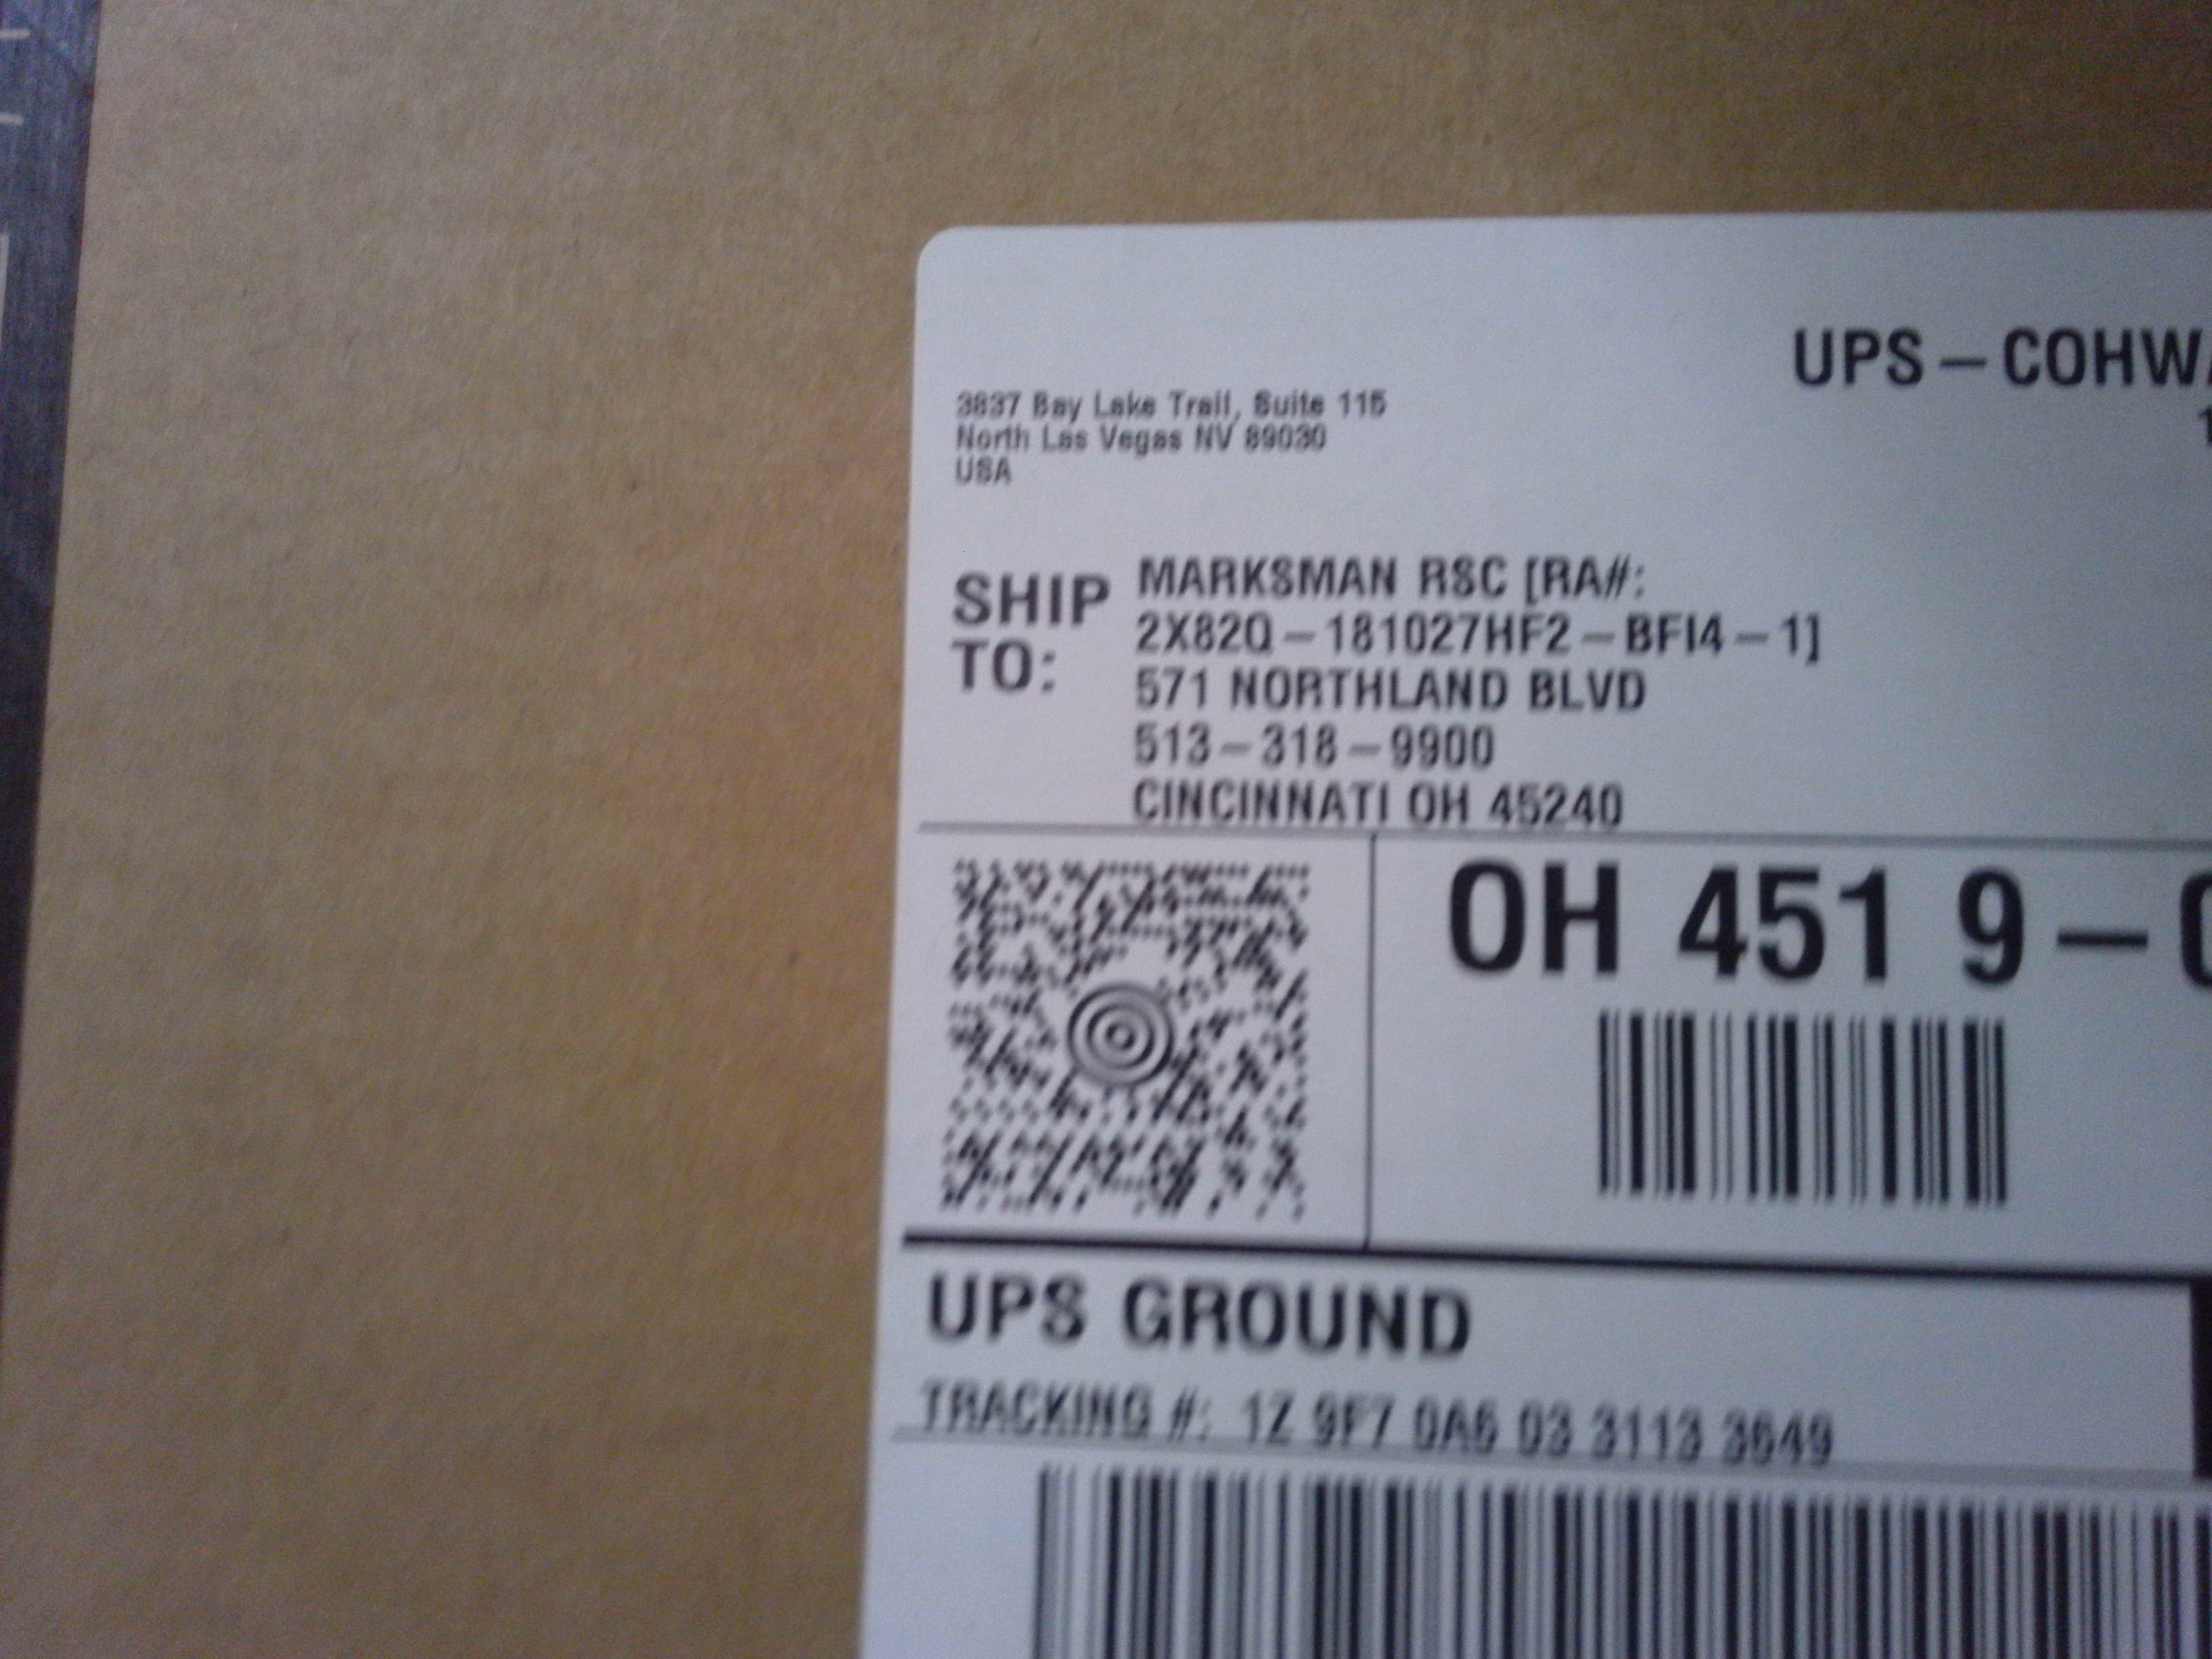 UPS - COHWA
1
3837 Bay Lake Trail, Suite 115
North Las Vegas NV 89030
USA
SHIP TO:
MARKSMAN RSC [RA#:
2X82Q - 181027HF2 - BFI4 - 1]
571 NORTHLAND BLVD
513 - 318 - 9900
CINCINNATI OH 45240
OH 451 9 - 0
UPS GROUND
TRACKING #: 1Z 9F7 0A6 03 3113 3649